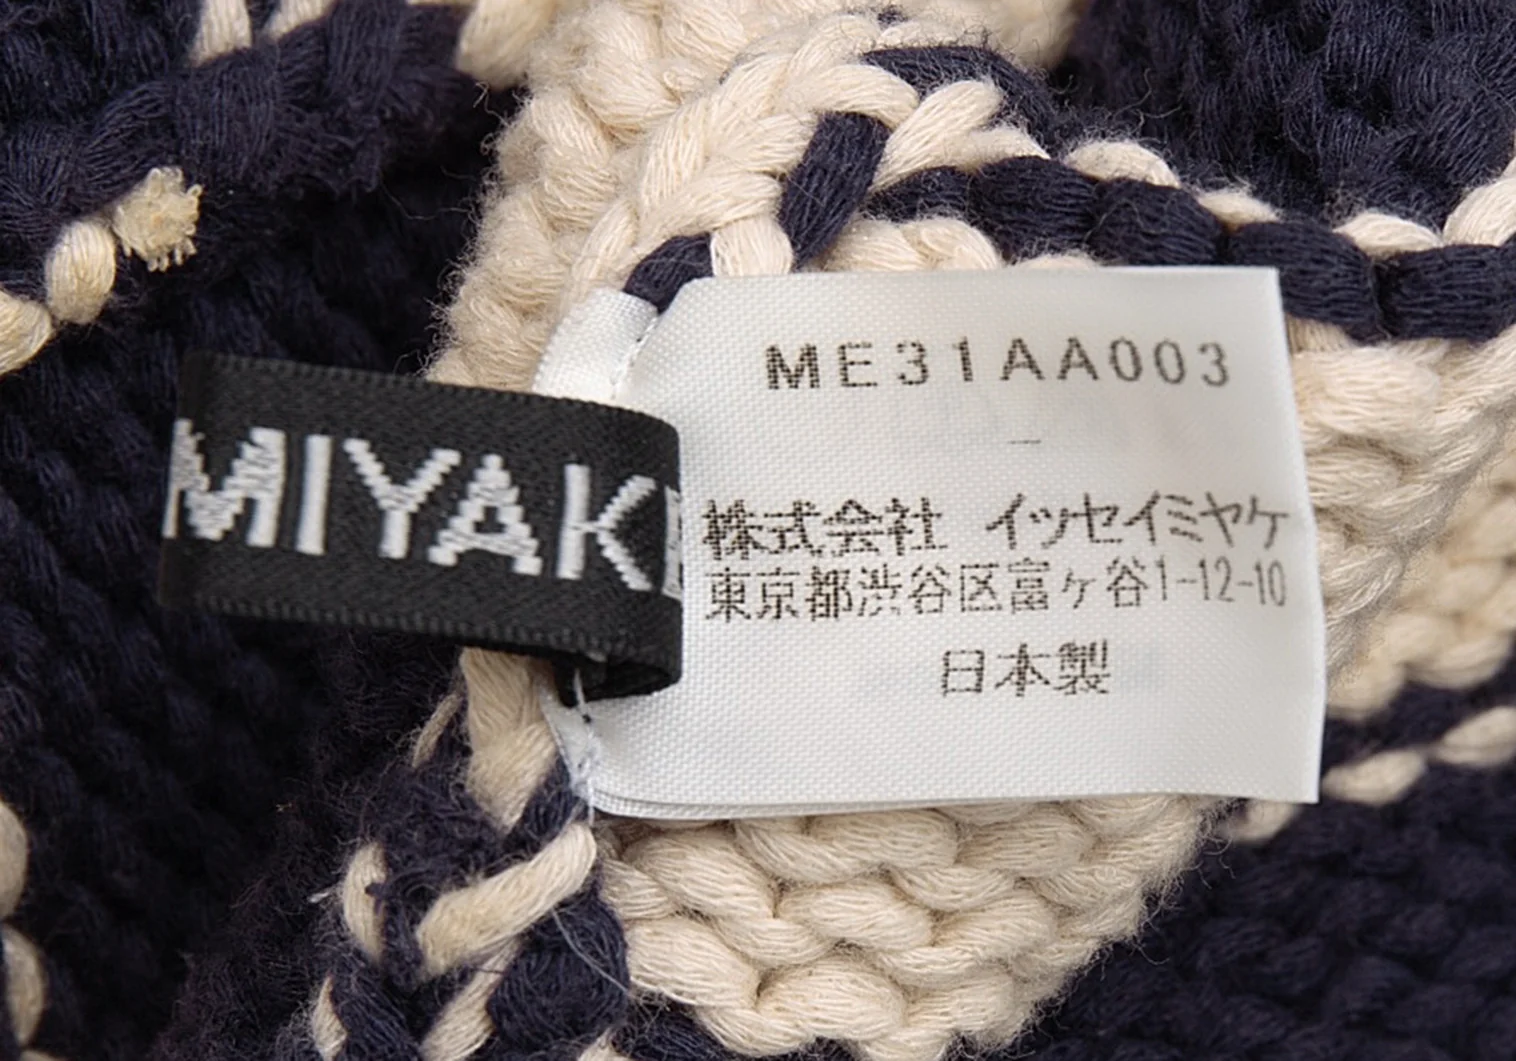 ME31AA003
–
MIYAKE
株式会社 イッセイミヤケ
東京都渋谷区富ヶ谷1-12-10
日本製